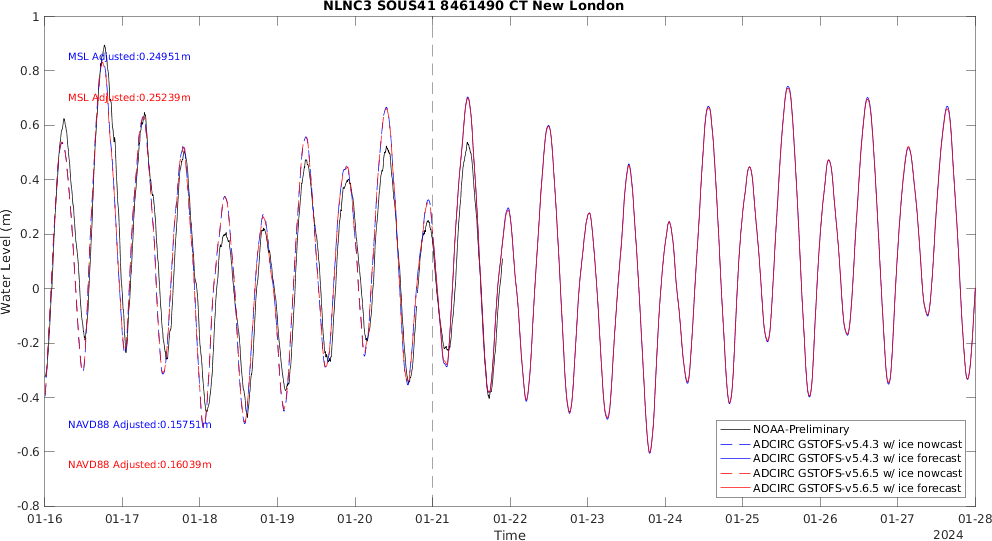 NLNC3 SOUS41 8461490 CT New London
1
0.8
0.6
0.4
0.2
0
-0.2
-0.4
-0.6
-0.8
Water Level (m)
MSL Adjusted:0.24951m
MSL Adjusted:0.25239m
NAVD88 Adjusted:0.15751m
NAVD88 Adjusted:0.16039m
NOAA-Preliminary
ADCIRC GSTOFS-v5.4.3 w/ ice nowcast
ADCIRC GSTOFS-v5.4.3 w/ ice forecast
ADCIRC GSTOFS-v5.6.5 w/ ice nowcast
ADCIRC GSTOFS-v5.6.5 w/ ice forecast
01-16 01-17 01-18 01-19 01-20 01-21 01-22 01-23 01-24 01-25 01-26 01-27 01-28
Time
2024